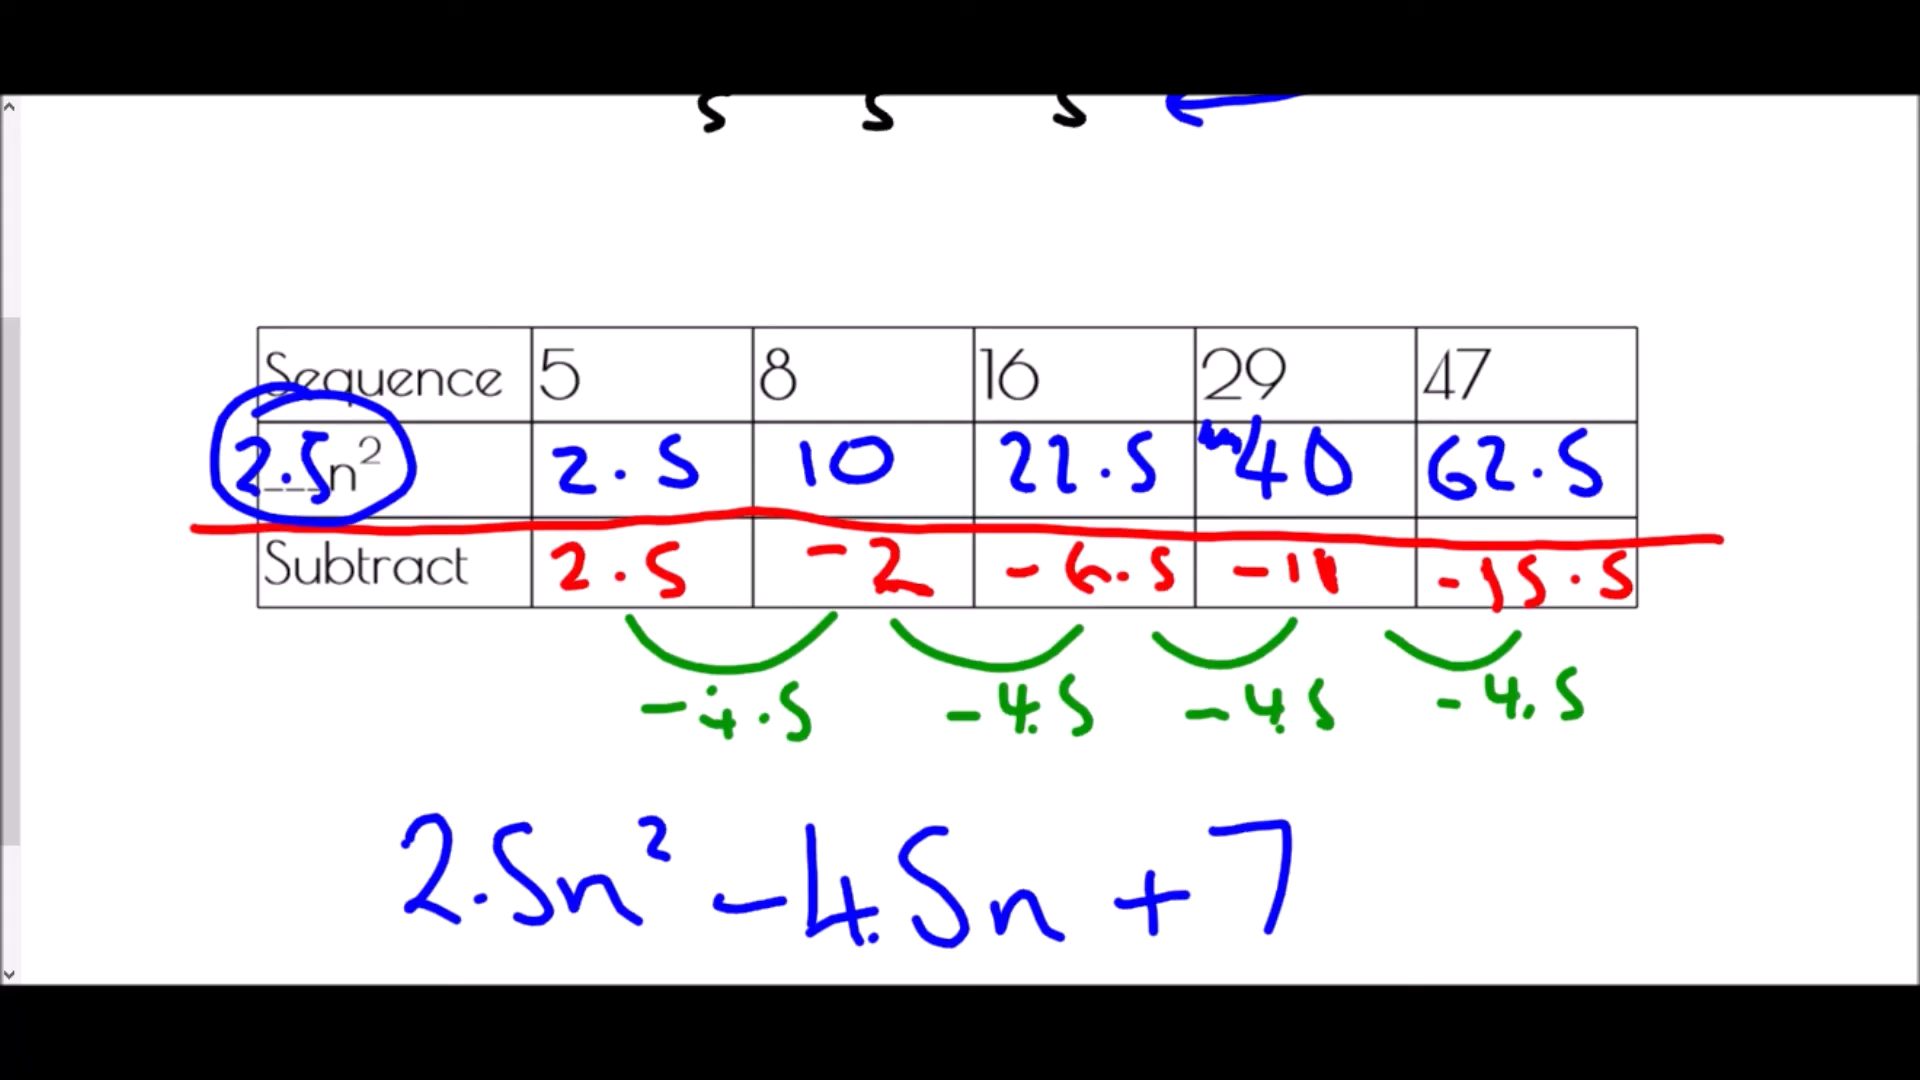 5 5 5
Sequence 5 8 16 29 47
2.5n² 2.5 10 22.5 40 62.5
Subtract 2.5 -2 -6.5 -11 -15.5
-4.5 -4.5 -4.5 -4.5
2.5n² - 4.5n + 7